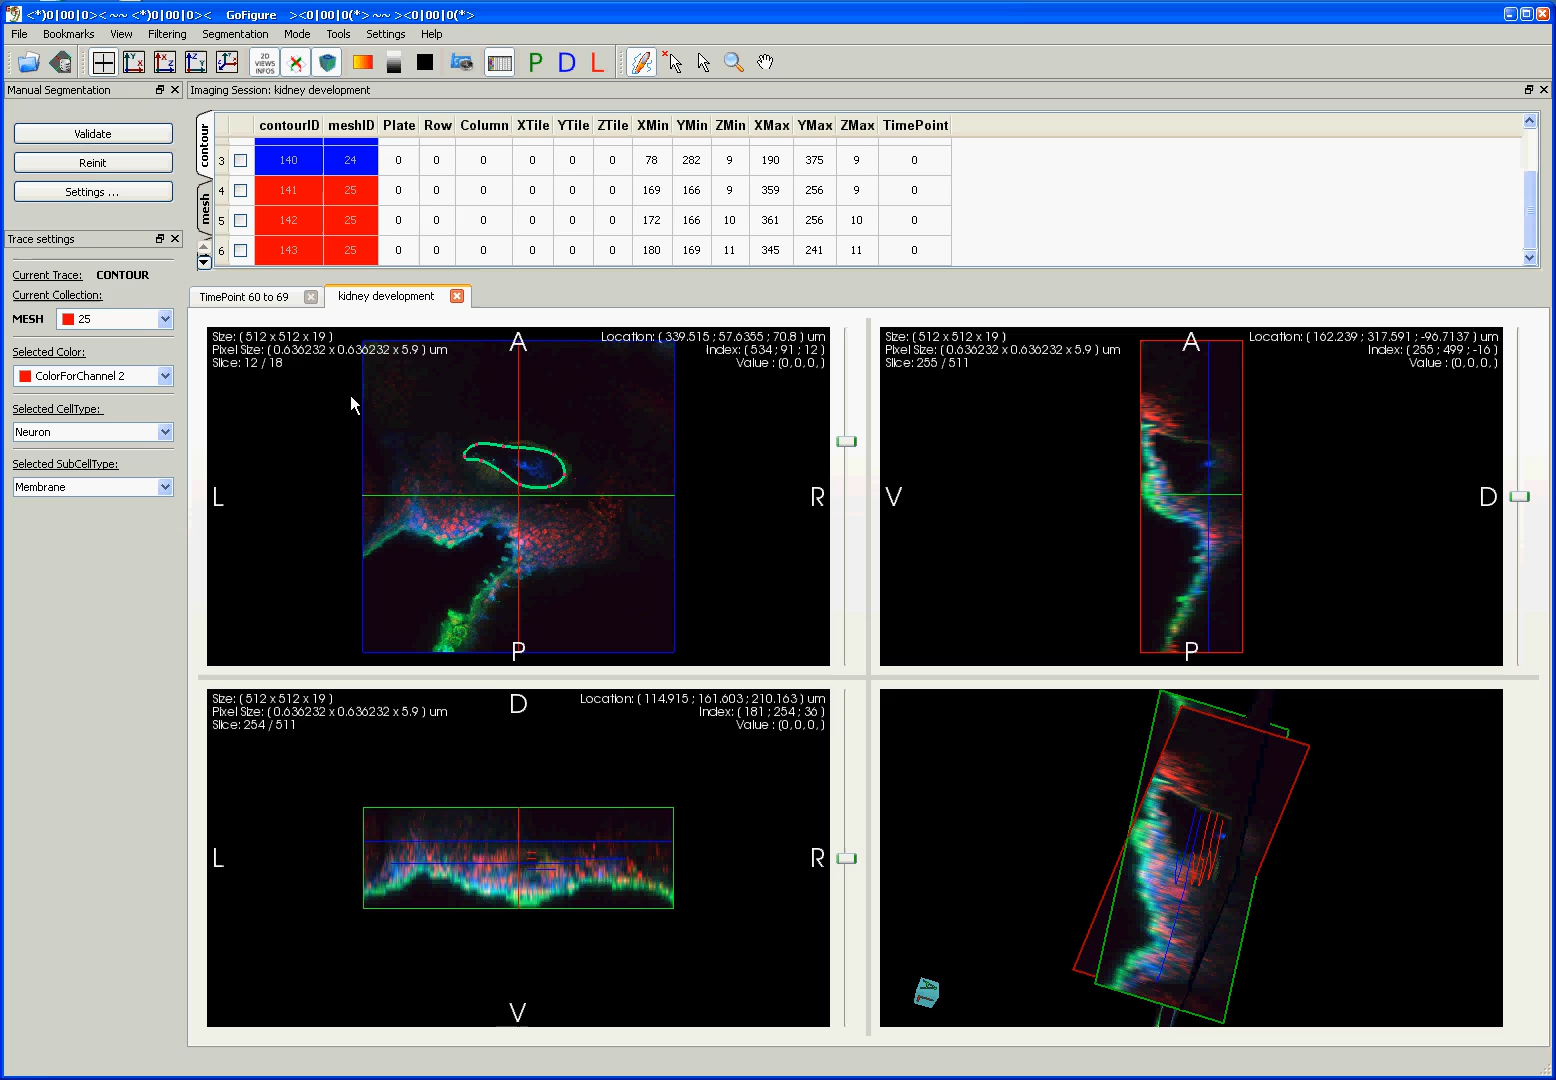 <*)0|00|0>< ~~ <*)0|00|0>< GoFigure ><0|00|0(*> ~~ ><0|00|0(*>
File Bookmarks View Filtering Segmentation Mode Tools Settings Help
2D VIEWS INFOS P D L
Manual Segmentation
Imaging Session: kidney development
Validate
Reinit
Settings ...
Trace settings
Current Trace: CONTOUR
Current Collection:
MESH 25
Selected Color:
ColorForChannel 2
Selected CellType:
Neuron
Selected SubCellType:
Membrane
contour
mesh
contourID meshID Plate Row Column XTile YTile ZTile XMin YMin ZMin XMax YMax ZMax TimePoint
3 140 24 0 0 0 0 0 0 78 282 9 190 375 9 0
4 141 25 0 0 0 0 0 0 169 166 9 359 256 9 0
5 142 25 0 0 0 0 0 0 172 166 10 361 256 10 0
6 143 25 0 0 0 0 0 0 180 169 11 345 241 11 0
TimePoint 60 to 69
kidney development
Size: ( 512 x 512 x 19 )
Pixel Size: ( 0.636232 x 0.636232 x 5.9 ) um
Slice: 12 / 18
A
Location: ( 339.515 ; 57.6355 ; 70.8 ) um
Index: ( 534 ; 91 ; 12 )
Value : (0, 0, 0, )
L
R
P
Size: ( 512 x 512 x 19 )
Pixel Size: ( 0.636232 x 0.636232 x 5.9 ) um
Slice: 255 / 511
A
Location: ( 162.239 ; 317.591 ; -96.7137 ) um
Index: ( 255 ; 499 ; -16 )
Value : (0, 0, 0, )
V
D
P
Size: ( 512 x 512 x 19 )
Pixel Size: ( 0.636232 x 0.636232 x 5.9 ) um
Slice: 254 / 511
D
Location: ( 114.915 ; 161.603 ; 210.163 ) um
Index: ( 181 ; 254 ; 36 )
Value : (0, 0, 0, )
L
R
V
A
L